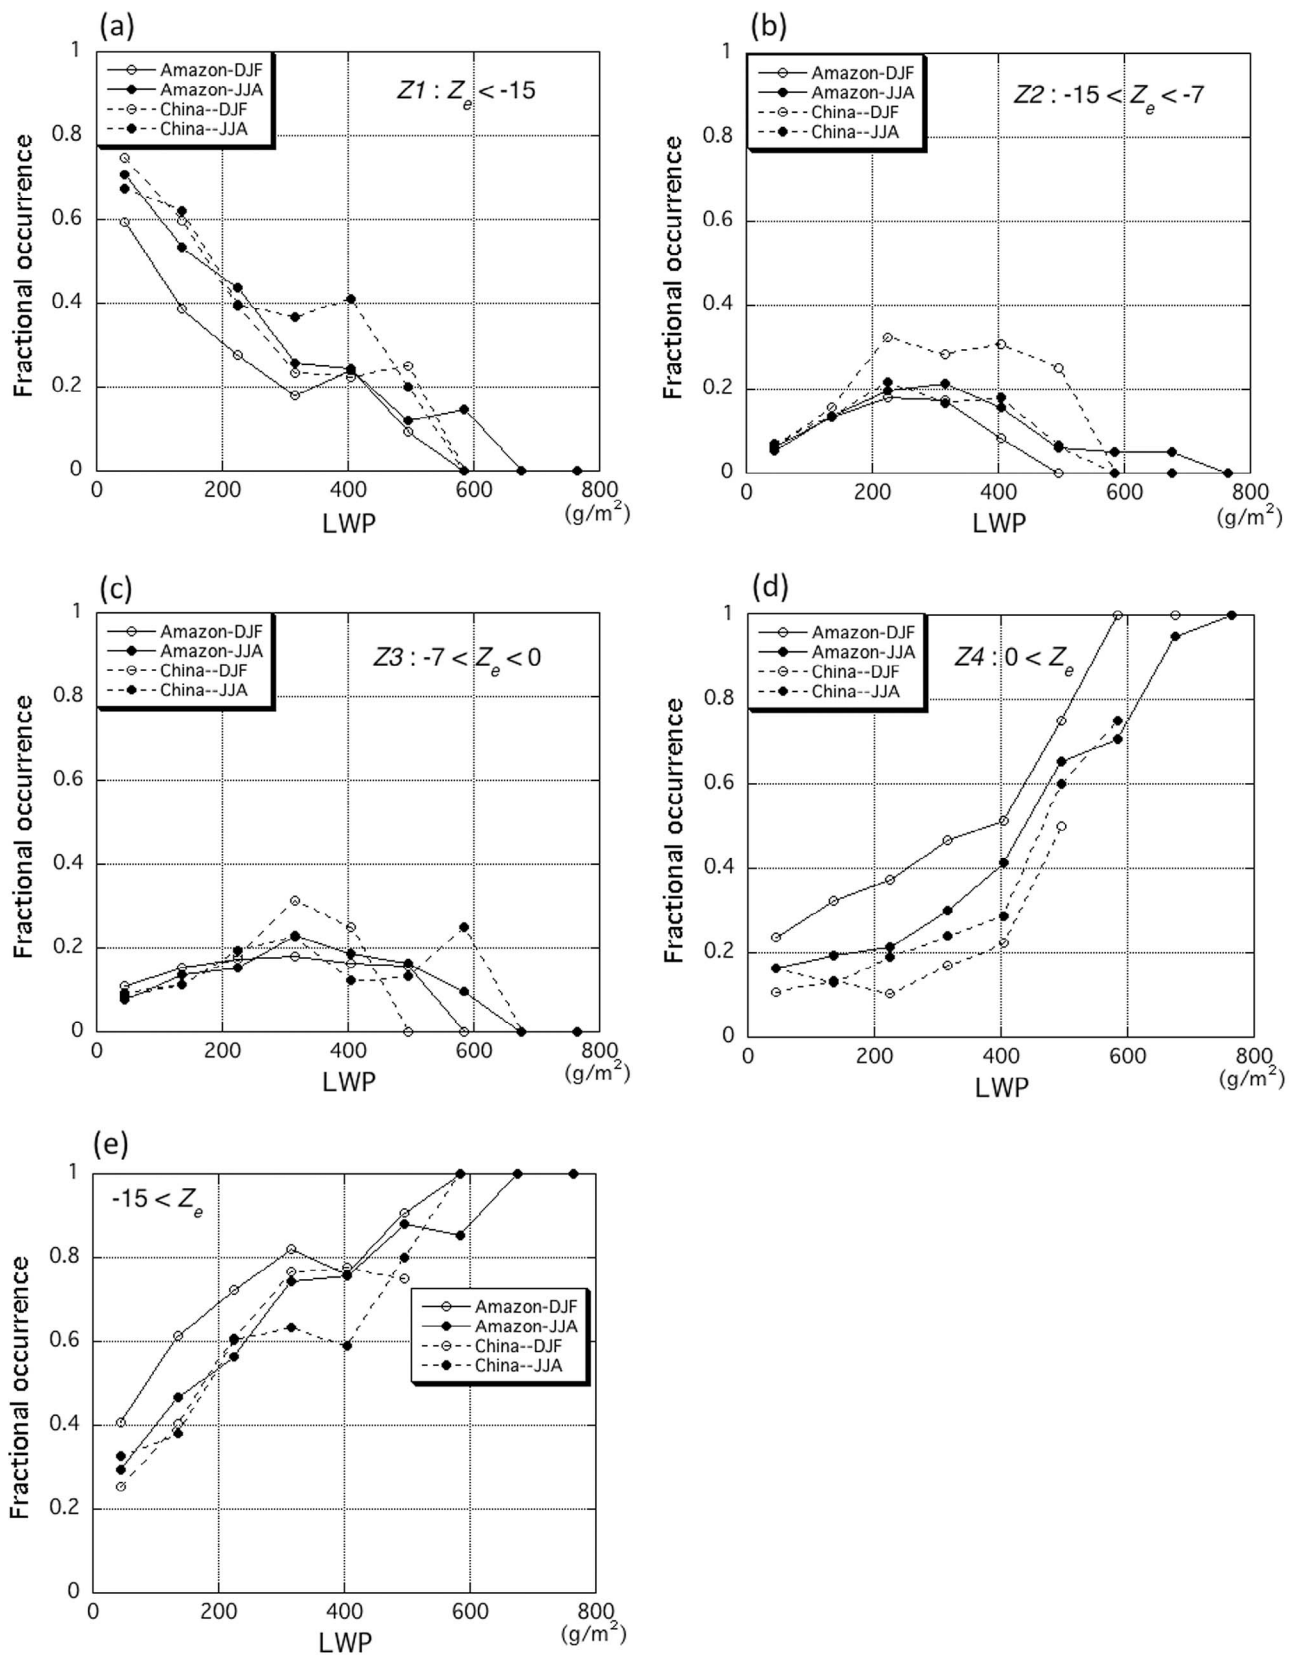 (a)
1
0.8
0.6
0.4
0.2
0
Fractional occurrence
Amazon-DJF
Amazon-JJA
China--DJF
China--JJA
Z1 : Ze < -15
0 200 400 600 800
LWP
(g/m2)
(b)
1
0.8
0.6
0.4
0.2
0
Fractional occurrence
Amazon-DJF
Amazon-JJA
China--DJF
China--JJA
Z2 : -15 < Ze < -7
0 200 400 600 800
LWP
(g/m2)
(c)
1
0.8
0.6
0.4
0.2
0
Fractional occurrence
Amazon-DJF
Amazon-JJA
China--DJF
China--JJA
Z3 : -7 < Ze < 0
0 200 400 600 800
LWP
(g/m2)
(d)
1
0.8
0.6
0.4
0.2
0
Fractional occurrence
Amazon-DJF
Amazon-JJA
China--DJF
China--JJA
Z4 : 0 < Ze
0 200 400 600 800
LWP
(g/m2)
(e)
1
0.8
0.6
0.4
0.2
0
Fractional occurrence
-15 < Ze
Amazon-DJF
Amazon-JJA
China--DJF
China--JJA
0 200 400 600 800
LWP
(g/m2)